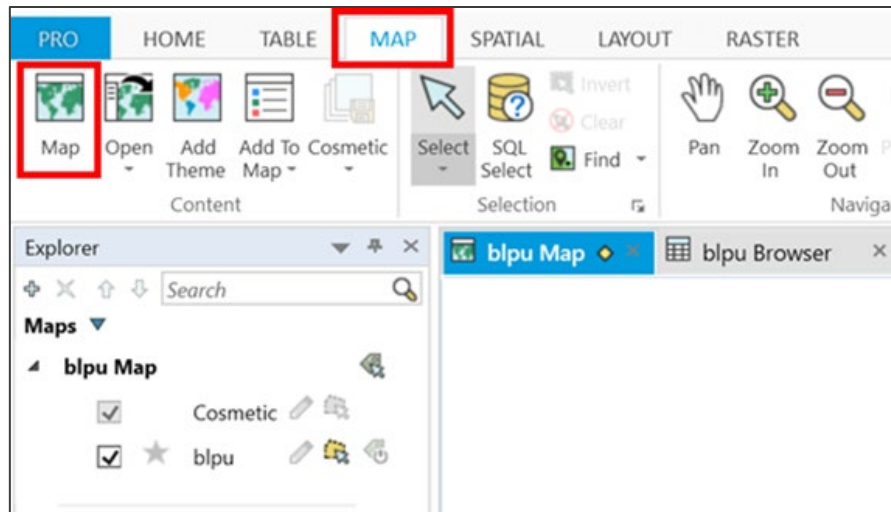 PRO HOME TABLE MAP SPATIAL LAYOUT RASTER
Map Open Add Theme Add To Map Cosmetic Select SQL Select Invert Clear Find Pan Zoom In Zoom Out
Content Selection
Explorer
Search
Maps
blpu Map
Cosmetic
blpu
blpu Map blpu Browser